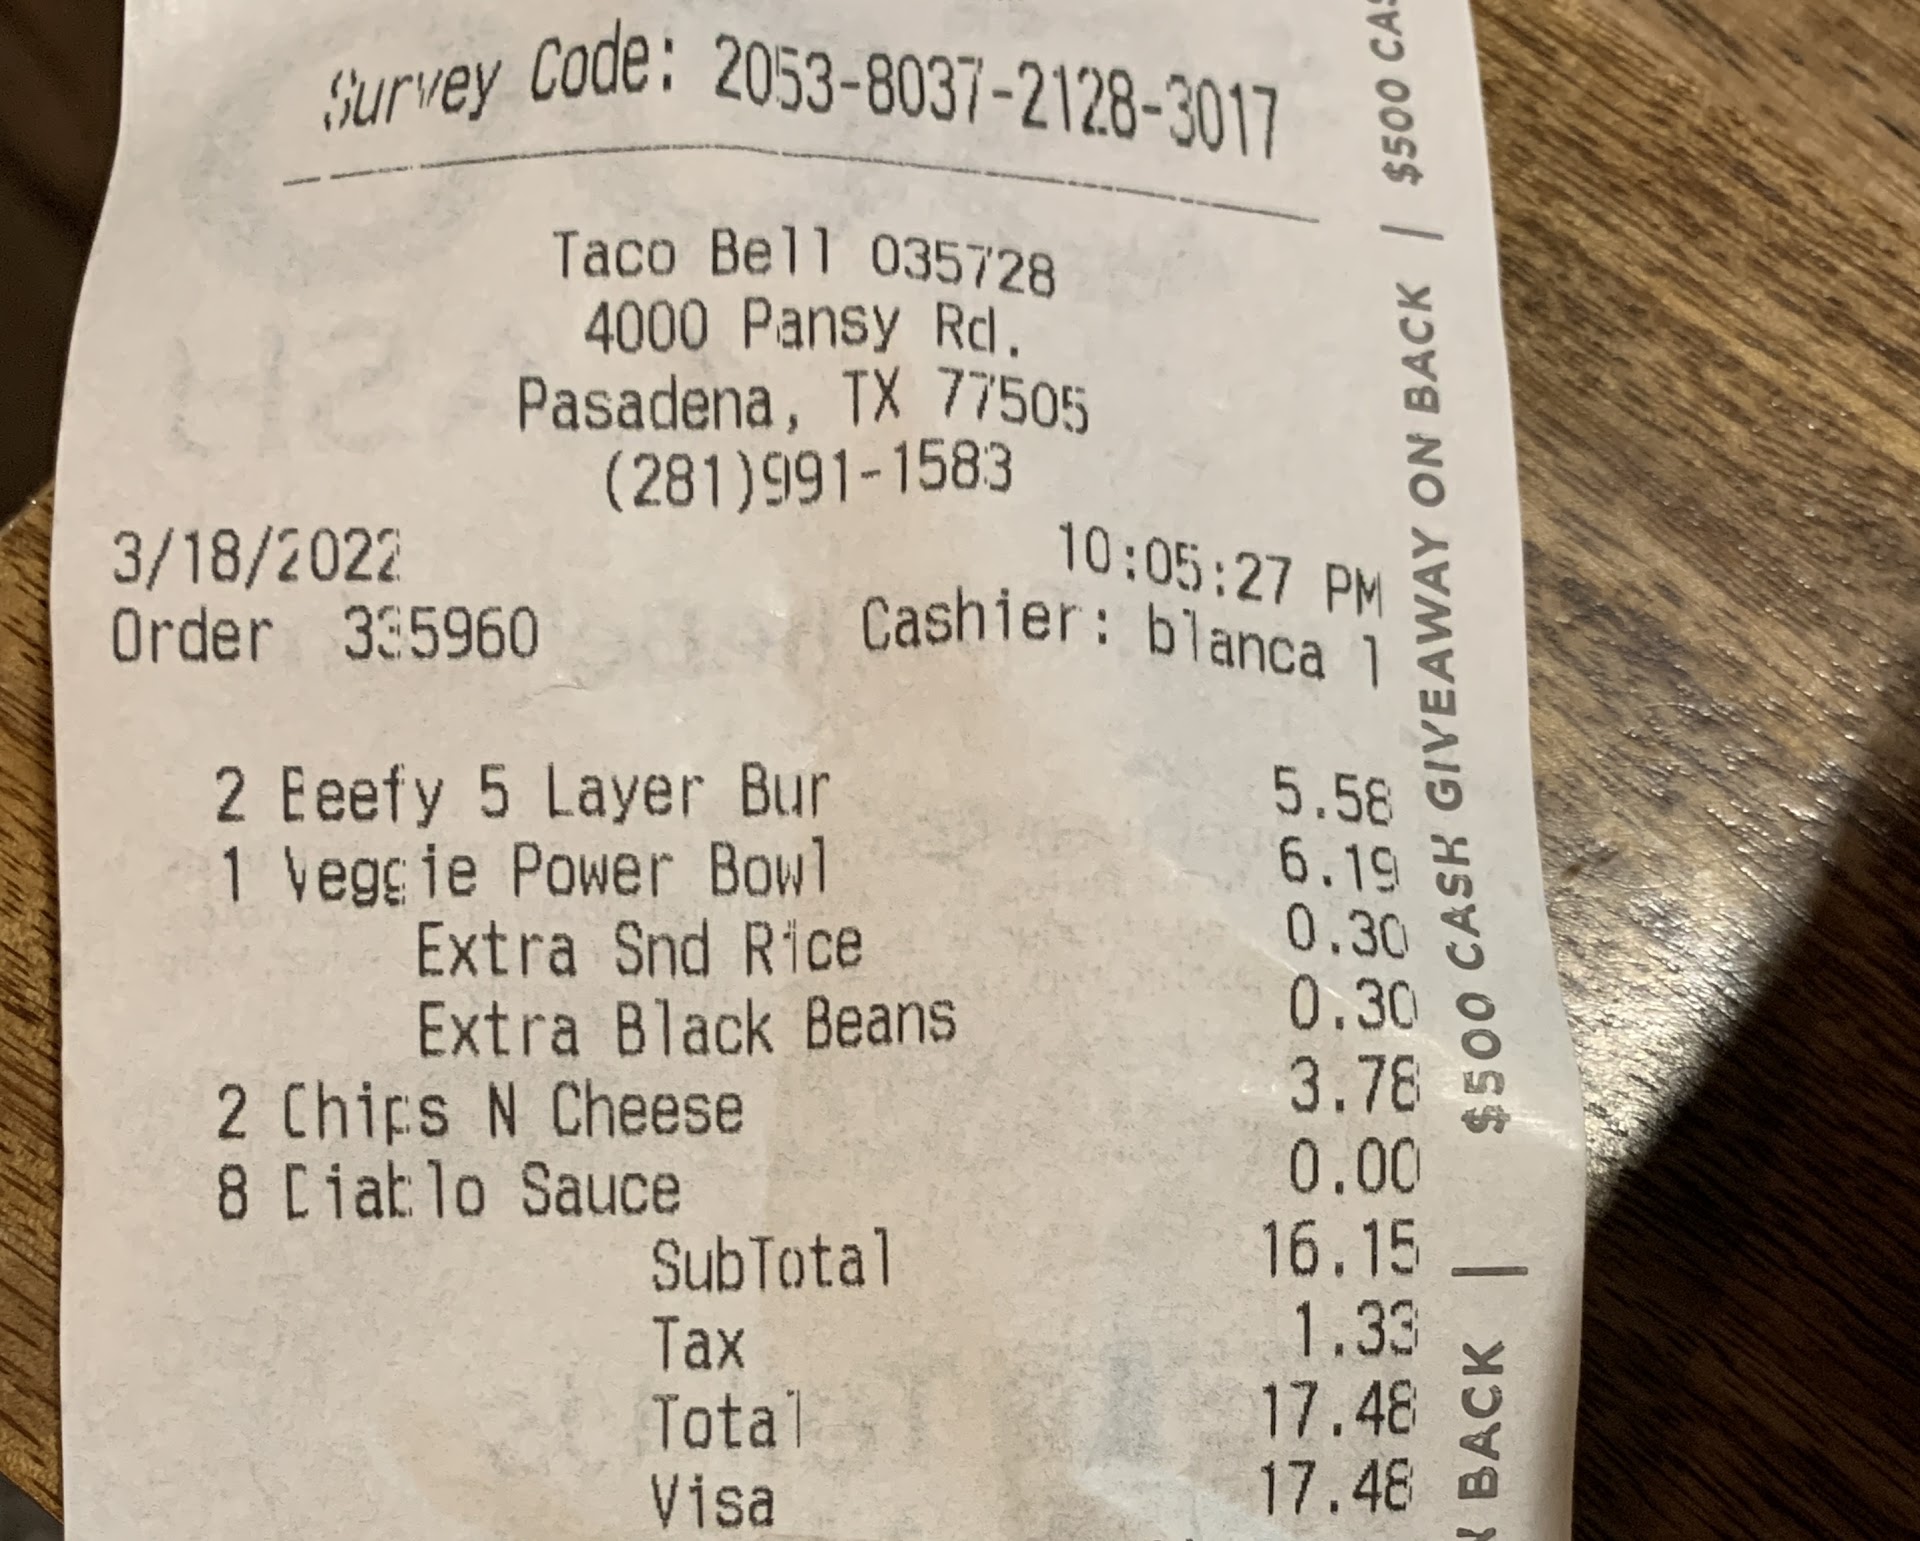 Survey Code: 2053-8037-2128-3017
Taco Bell 035728
4000 Pansy Rd.
Pasadena, TX 77505
(281)991-1583
3/18/2022 10:05:27 PM
Order 335960 Cashier: blanca l
2 Beefy 5 Layer Bur 5.58
1 Veggie Power Bowl 6.19
Extra Snd Rice 0.30
Extra Black Beans 0.30
2 Chips N Cheese 3.78
8 Diablo Sauce 0.00
SubTotal 16.15
Tax 1.33
Total 17.48
Visa 17.48
BACK | $500 CASH GIVEAWAY ON BACK | $500